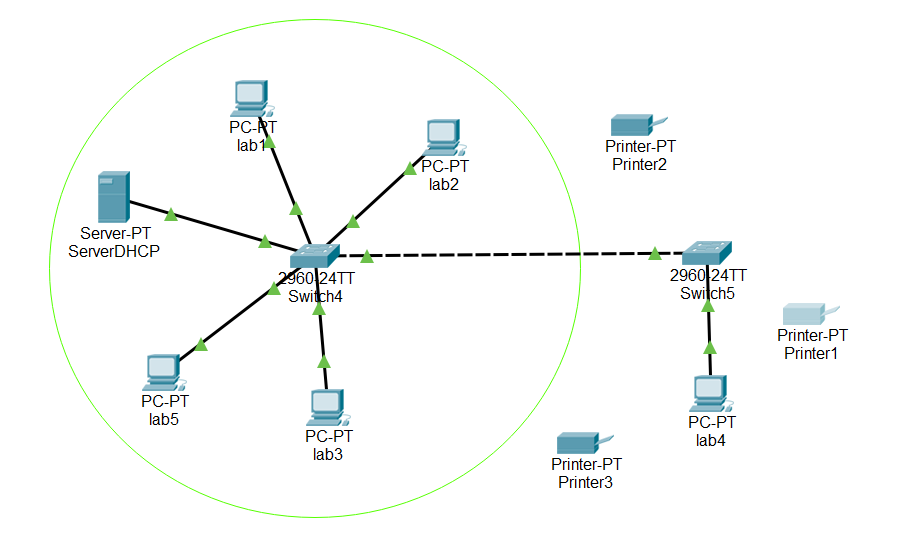 PC-PT
lab1
PC-PT
lab2
Printer-PT
Printer2
Server-PT
ServerDHCP
2960-24TT
Switch4
2960-24TT
Switch5
Printer-PT
Printer1
PC-PT
lab5
PC-PT
lab3
PC-PT
lab4
Printer-PT
Printer3